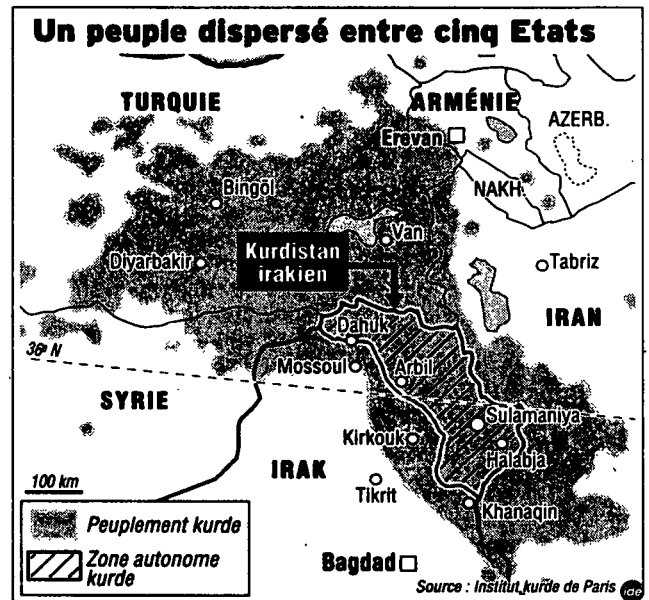 Un peuple dispersé entre cinq Etats
TURQUIE
ARMÉNIE
AZERB.
Erevan
Bingöl
NAKH.
Van
Diyarbakir
Kurdistan
irakien
Tabriz
IRAN
Dahuk
36° N
Mossoul
Arbil
SYRIE
Sulamaniya
Kirkouk
Halabja
IRAK
100 km
Tikrit
Khanaqin
Peuplement kurde
Zone autonome
kurde
Bagdad
Source : Institut kurde de Paris
ide